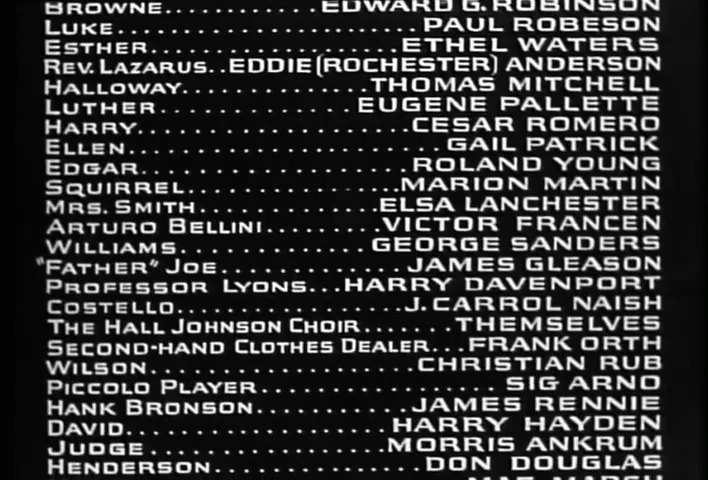 BROWNE............EDWARD G. ROBINSON
LUKE........................PAUL ROBESON
ESTHER....................ETHEL WATERS
REV. LAZARUS..EDDIE (ROCHESTER) ANDERSON
HALLOWAY...............THOMAS MITCHELL
LUTHER................EUGENE PALLETTE
HARRY......................CESAR ROMERO
ELLEN.........................GAIL PATRICK
EDGAR......................ROLAND YOUNG
SQUIRREL.................MARION MARTIN
MRS. SMITH..............ELSA LANCHESTER
ARTURO BELLINI.........VICTOR FRANCEN
WILLIAMS...............GEORGE SANDERS
"FATHER" JOE..............JAMES GLEASON
PROFESSOR LYONS...HARRY DAVENPORT
COSTELLO..................J. CARROL NAISH
THE HALL JOHNSON CHOIR.......THEMSELVES
SECOND-HAND CLOTHES DEALER...FRANK ORTH
WILSON.....................CHRISTIAN RUB
PICCOLO PLAYER..................SIG ARNO
HANK BRONSON...........JAMES RENNIE
DAVID....................HARRY HAYDEN
JUDGE...................MORRIS ANKRUM
HENDERSON................DON DOUGLAS
MAE MARSH